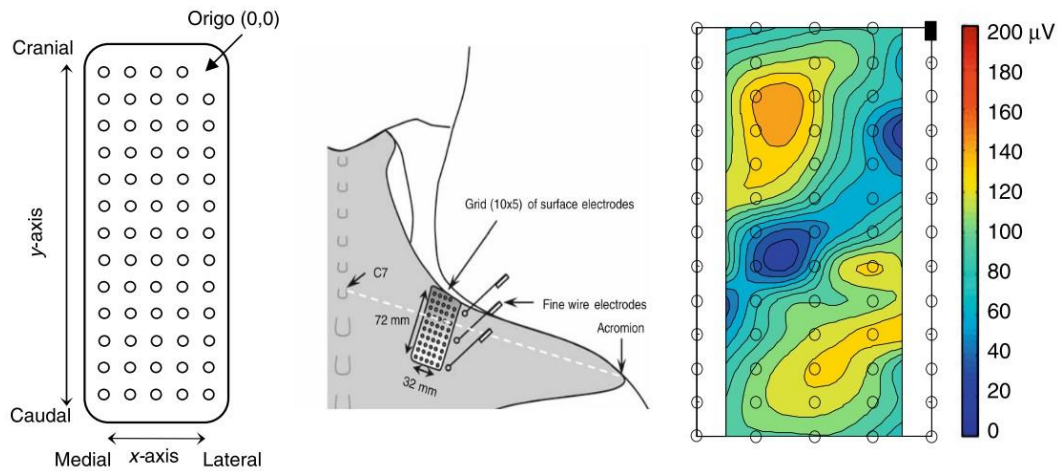 Origo (0,0)
Cranial
y-axis
Caudal
Medial x-axis Lateral
Grid (10x5) of surface electrodes
C7
Fine wire electrodes
Acromion
72 mm
32 mm
200 μV
180
160
140
120
100
80
60
40
20
0